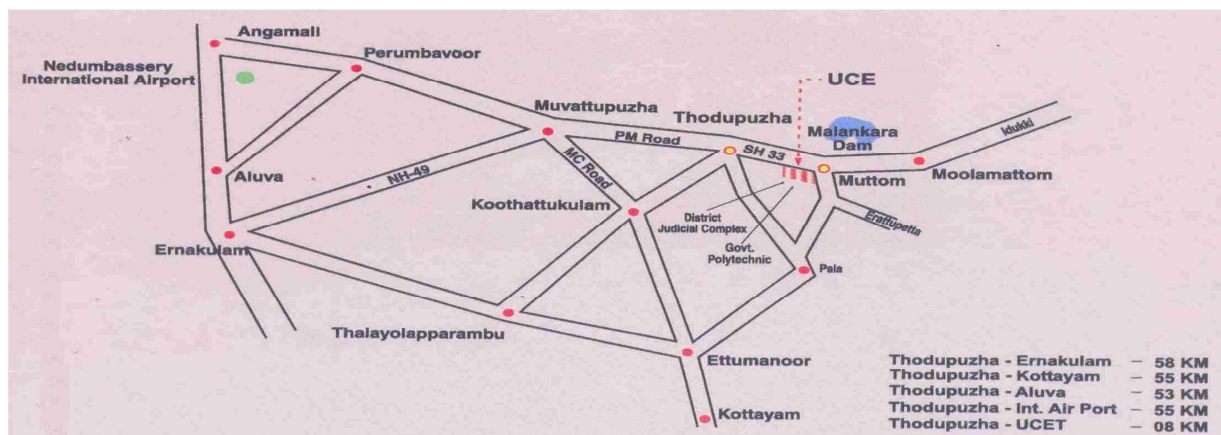 Angamali
Nedumbassery
International Airport
Perumbavoor
UCE
Muvattupuzha
Thodupuzha
Malankara
Dam
Idukki
PM Road
SH 33
MC Road
NH-49
Aluva
Muttom
Moolamattom
Koothattukulam
District
Judicial Complex
Govt.
Polytechnic
Erattupetta
Ernakulam
Pala
Thalayolapparambu
Ettumanoor
Kottayam
Thodupuzha - Ernakulam – 58 KM
Thodupuzha - Kottayam – 55 KM
Thodupuzha - Aluva – 53 KM
Thodupuzha - Int. Air Port – 55 KM
Thodupuzha - UCET – 08 KM